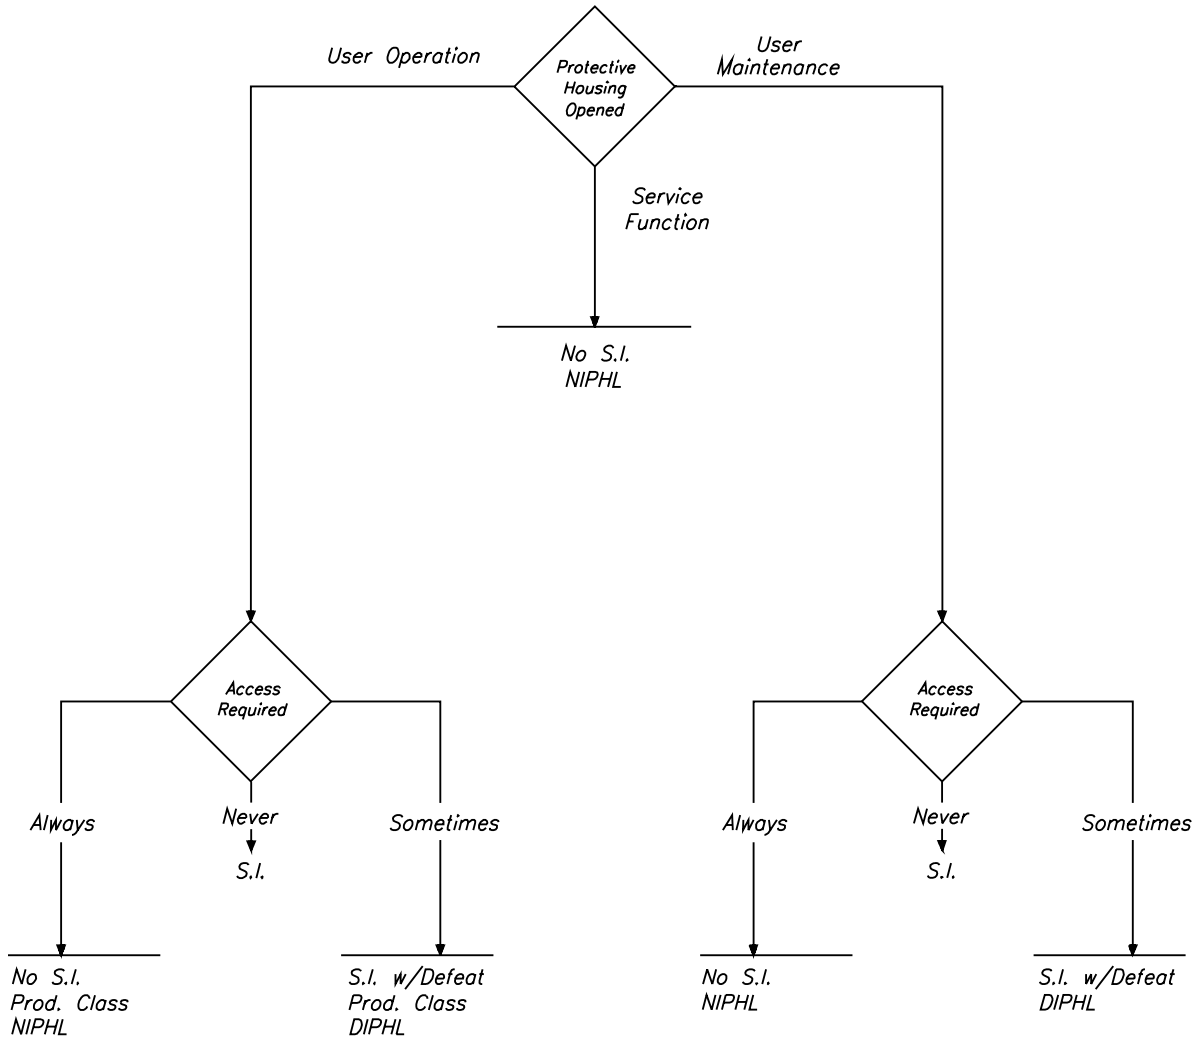 User Operation
Protective
Housing
Opened
User
Maintenance
Service
Function
No S.I.
NIPHL
Access
Required
Always
Never
Sometimes
S.I.
No S.I.
Prod. Class
NIPHL
S.I. w/Defeat
Prod. Class
DIPHL
Access
Required
Always
Never
Sometimes
S.I.
No S.I.
NIPHL
S.I. w/Defeat
DIPHL